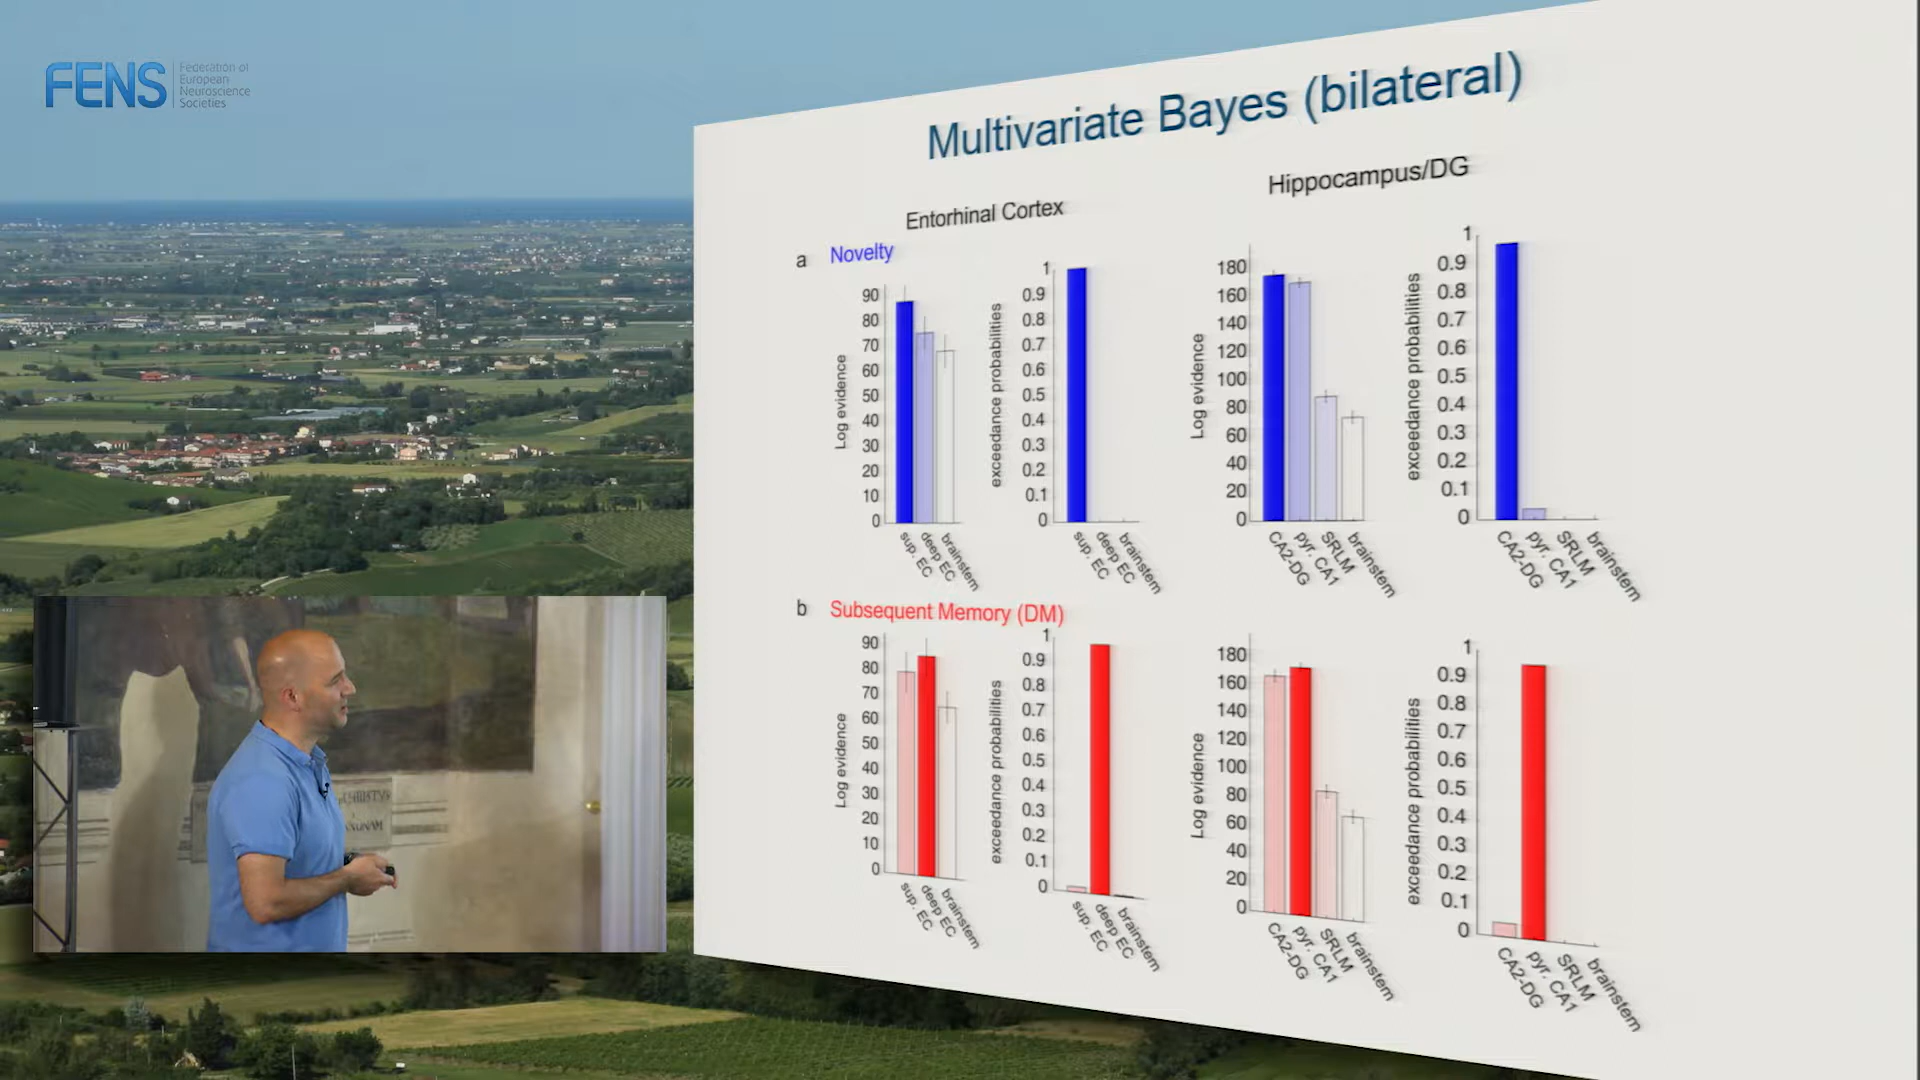 FENS
Federation of
European
Neuroscience
Societies
Multivariate Bayes (bilateral)
Entorhinal Cortex
Hippocampus/DG
a
Novelty
Log evidence
90
80
70
60
50
40
30
20
10
0
sup. EC
deep EC
brainstem
exceedance probabilities
1
0.9
0.8
0.7
0.6
0.5
0.4
0.3
0.2
0.1
0
sup. EC
deep EC
brainstem
Log evidence
180
160
140
120
100
80
60
40
20
0
CA2-DG
pyr. CA1
SRLM
brainstem
exceedance probabilities
1
0.9
0.8
0.7
0.6
0.5
0.4
0.3
0.2
0.1
0
CA2-DG
pyr. CA1
SRLM
brainstem
b
Subsequent Memory (DM)
Log evidence
90
80
70
60
50
40
30
20
10
0
sup. EC
deep EC
brainstem
exceedance probabilities
1
0.9
0.8
0.7
0.6
0.5
0.4
0.3
0.2
0.1
0
sup. EC
deep EC
brainstem
Log evidence
180
160
140
120
100
80
60
40
20
0
CA2-DG
pyr. CA1
SRLM
brainstem
exceedance probabilities
1
0.9
0.8
0.7
0.6
0.5
0.4
0.3
0.2
0.1
0
CA2-DG
pyr. CA1
SRLM
brainstem